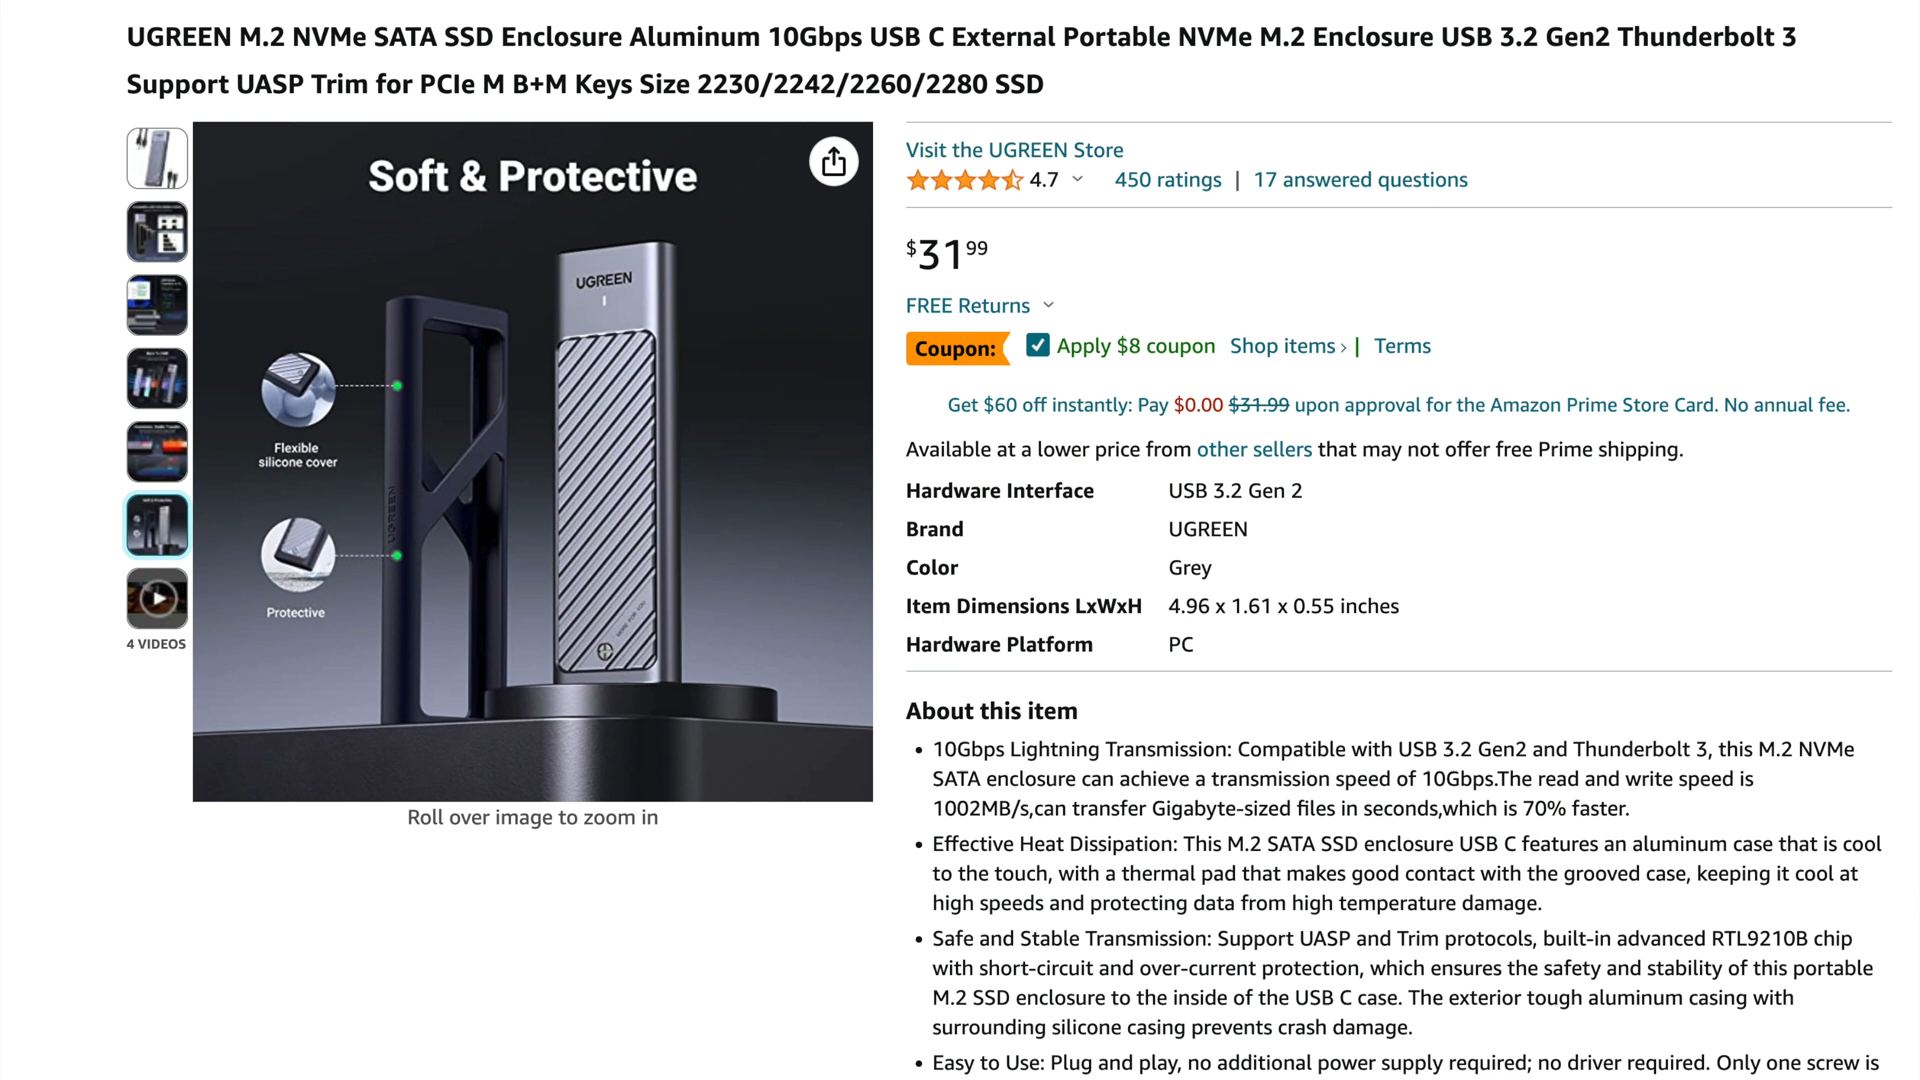 UGREEN M.2 NVMe SATA SSD Enclosure Aluminum 10Gbps USB C External Portable NVMe M.2 Enclosure USB 3.2 Gen2 Thunderbolt 3
Support UASP Trim for PCIe M B+M Keys Size 2230/2242/2260/2280 SSD
Soft & Protective
UGREEN
Flexible
silicone cover
UGREEN
Protective
MORE FOR YOU
4 VIDEOS
Roll over image to zoom in
Visit the UGREEN Store
4.7 450 ratings | 17 answered questions
$31 99
FREE Returns
Coupon: Apply $8 coupon Shop items › | Terms
Get $60 off instantly: Pay $0.00 $31.99 upon approval for the Amazon Prime Store Card. No annual fee.
Available at a lower price from other sellers that may not offer free Prime shipping.
Hardware Interface USB 3.2 Gen 2
Brand UGREEN
Color Grey
Item Dimensions LxWxH 4.96 x 1.61 x 0.55 inches
Hardware Platform PC
About this item
• 10Gbps Lightning Transmission: Compatible with USB 3.2 Gen2 and Thunderbolt 3, this M.2 NVMe
SATA enclosure can achieve a transmission speed of 10Gbps.The read and write speed is
1002MB/s,can transfer Gigabyte-sized files in seconds,which is 70% faster.
• Effective Heat Dissipation: This M.2 SATA SSD enclosure USB C features an aluminum case that is cool
to the touch, with a thermal pad that makes good contact with the grooved case, keeping it cool at
high speeds and protecting data from high temperature damage.
• Safe and Stable Transmission: Support UASP and Trim protocols, built-in advanced RTL9210B chip
with short-circuit and over-current protection, which ensures the safety and stability of this portable
M.2 SSD enclosure to the inside of the USB C case. The exterior tough aluminum casing with
surrounding silicone casing prevents crash damage.
• Easy to Use: Plug and play, no additional power supply required; no driver required. Only one screw is